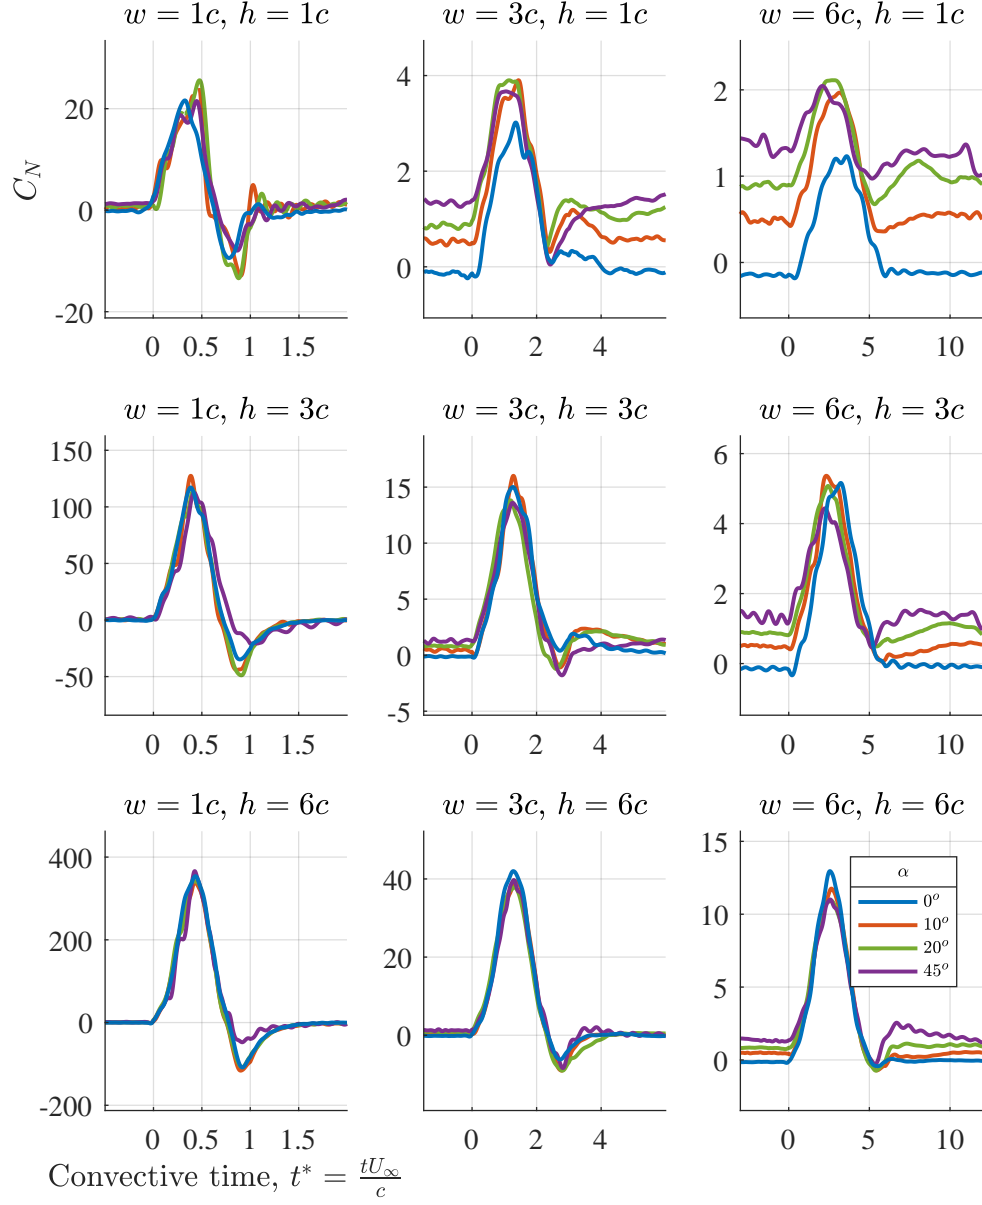 w = 1c, h = 1c
w = 3c, h = 1c
w = 6c, h = 1c
C_N
20
0
-20
0 0.5 1 1.5
4
2
0
0 2 4
2
1
0
0 5 10
w = 1c, h = 3c
w = 3c, h = 3c
w = 6c, h = 3c
150
100
50
0
-50
0 0.5 1 1.5
15
10
5
0
-5
0 2 4
6
4
2
0
0 5 10
w = 1c, h = 6c
w = 3c, h = 6c
w = 6c, h = 6c
400
200
0
-200
0 0.5 1 1.5
40
20
0
0 2 4
15
10
5
0
0 5 10
α
0°
10°
20°
45°
Convective time, t* = tU∞/c